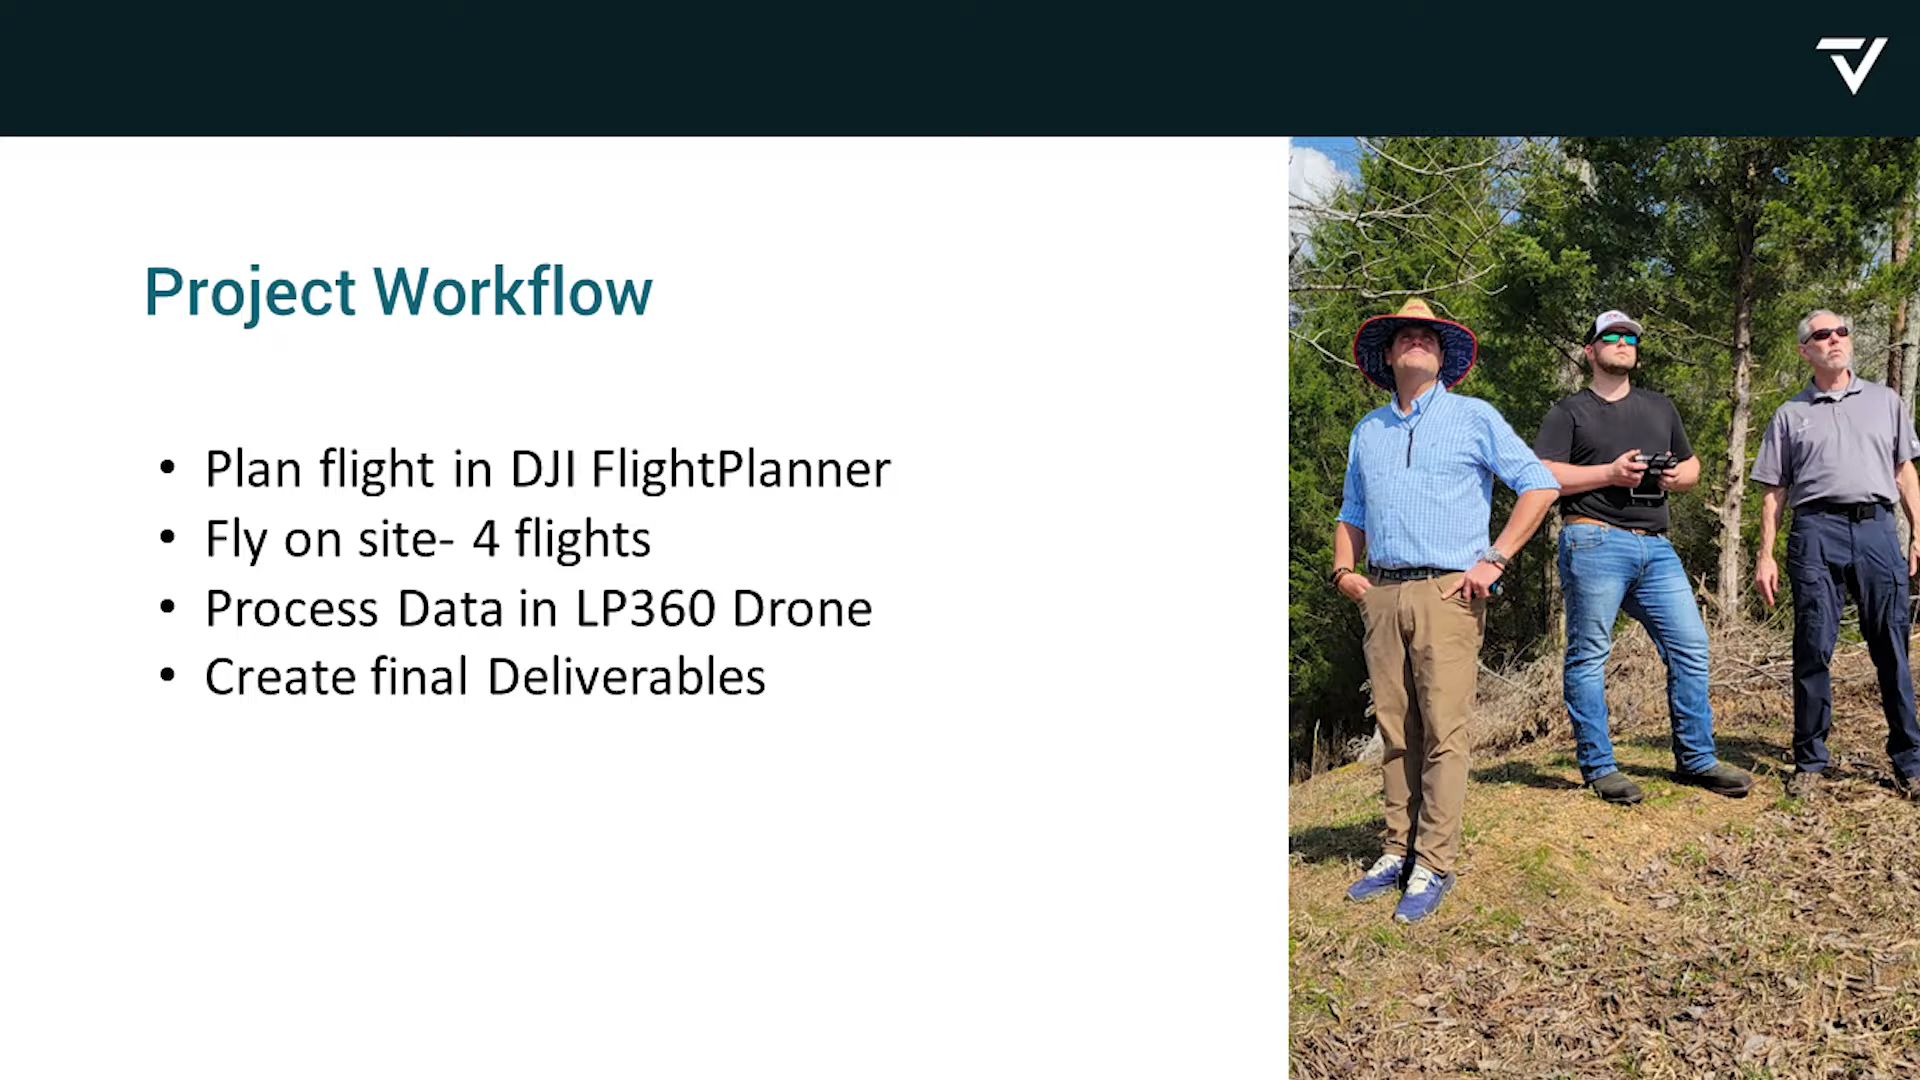 Project Workflow
• Plan flight in DJI FlightPlanner
• Fly on site- 4 flights
• Process Data in LP360 Drone
• Create final Deliverables